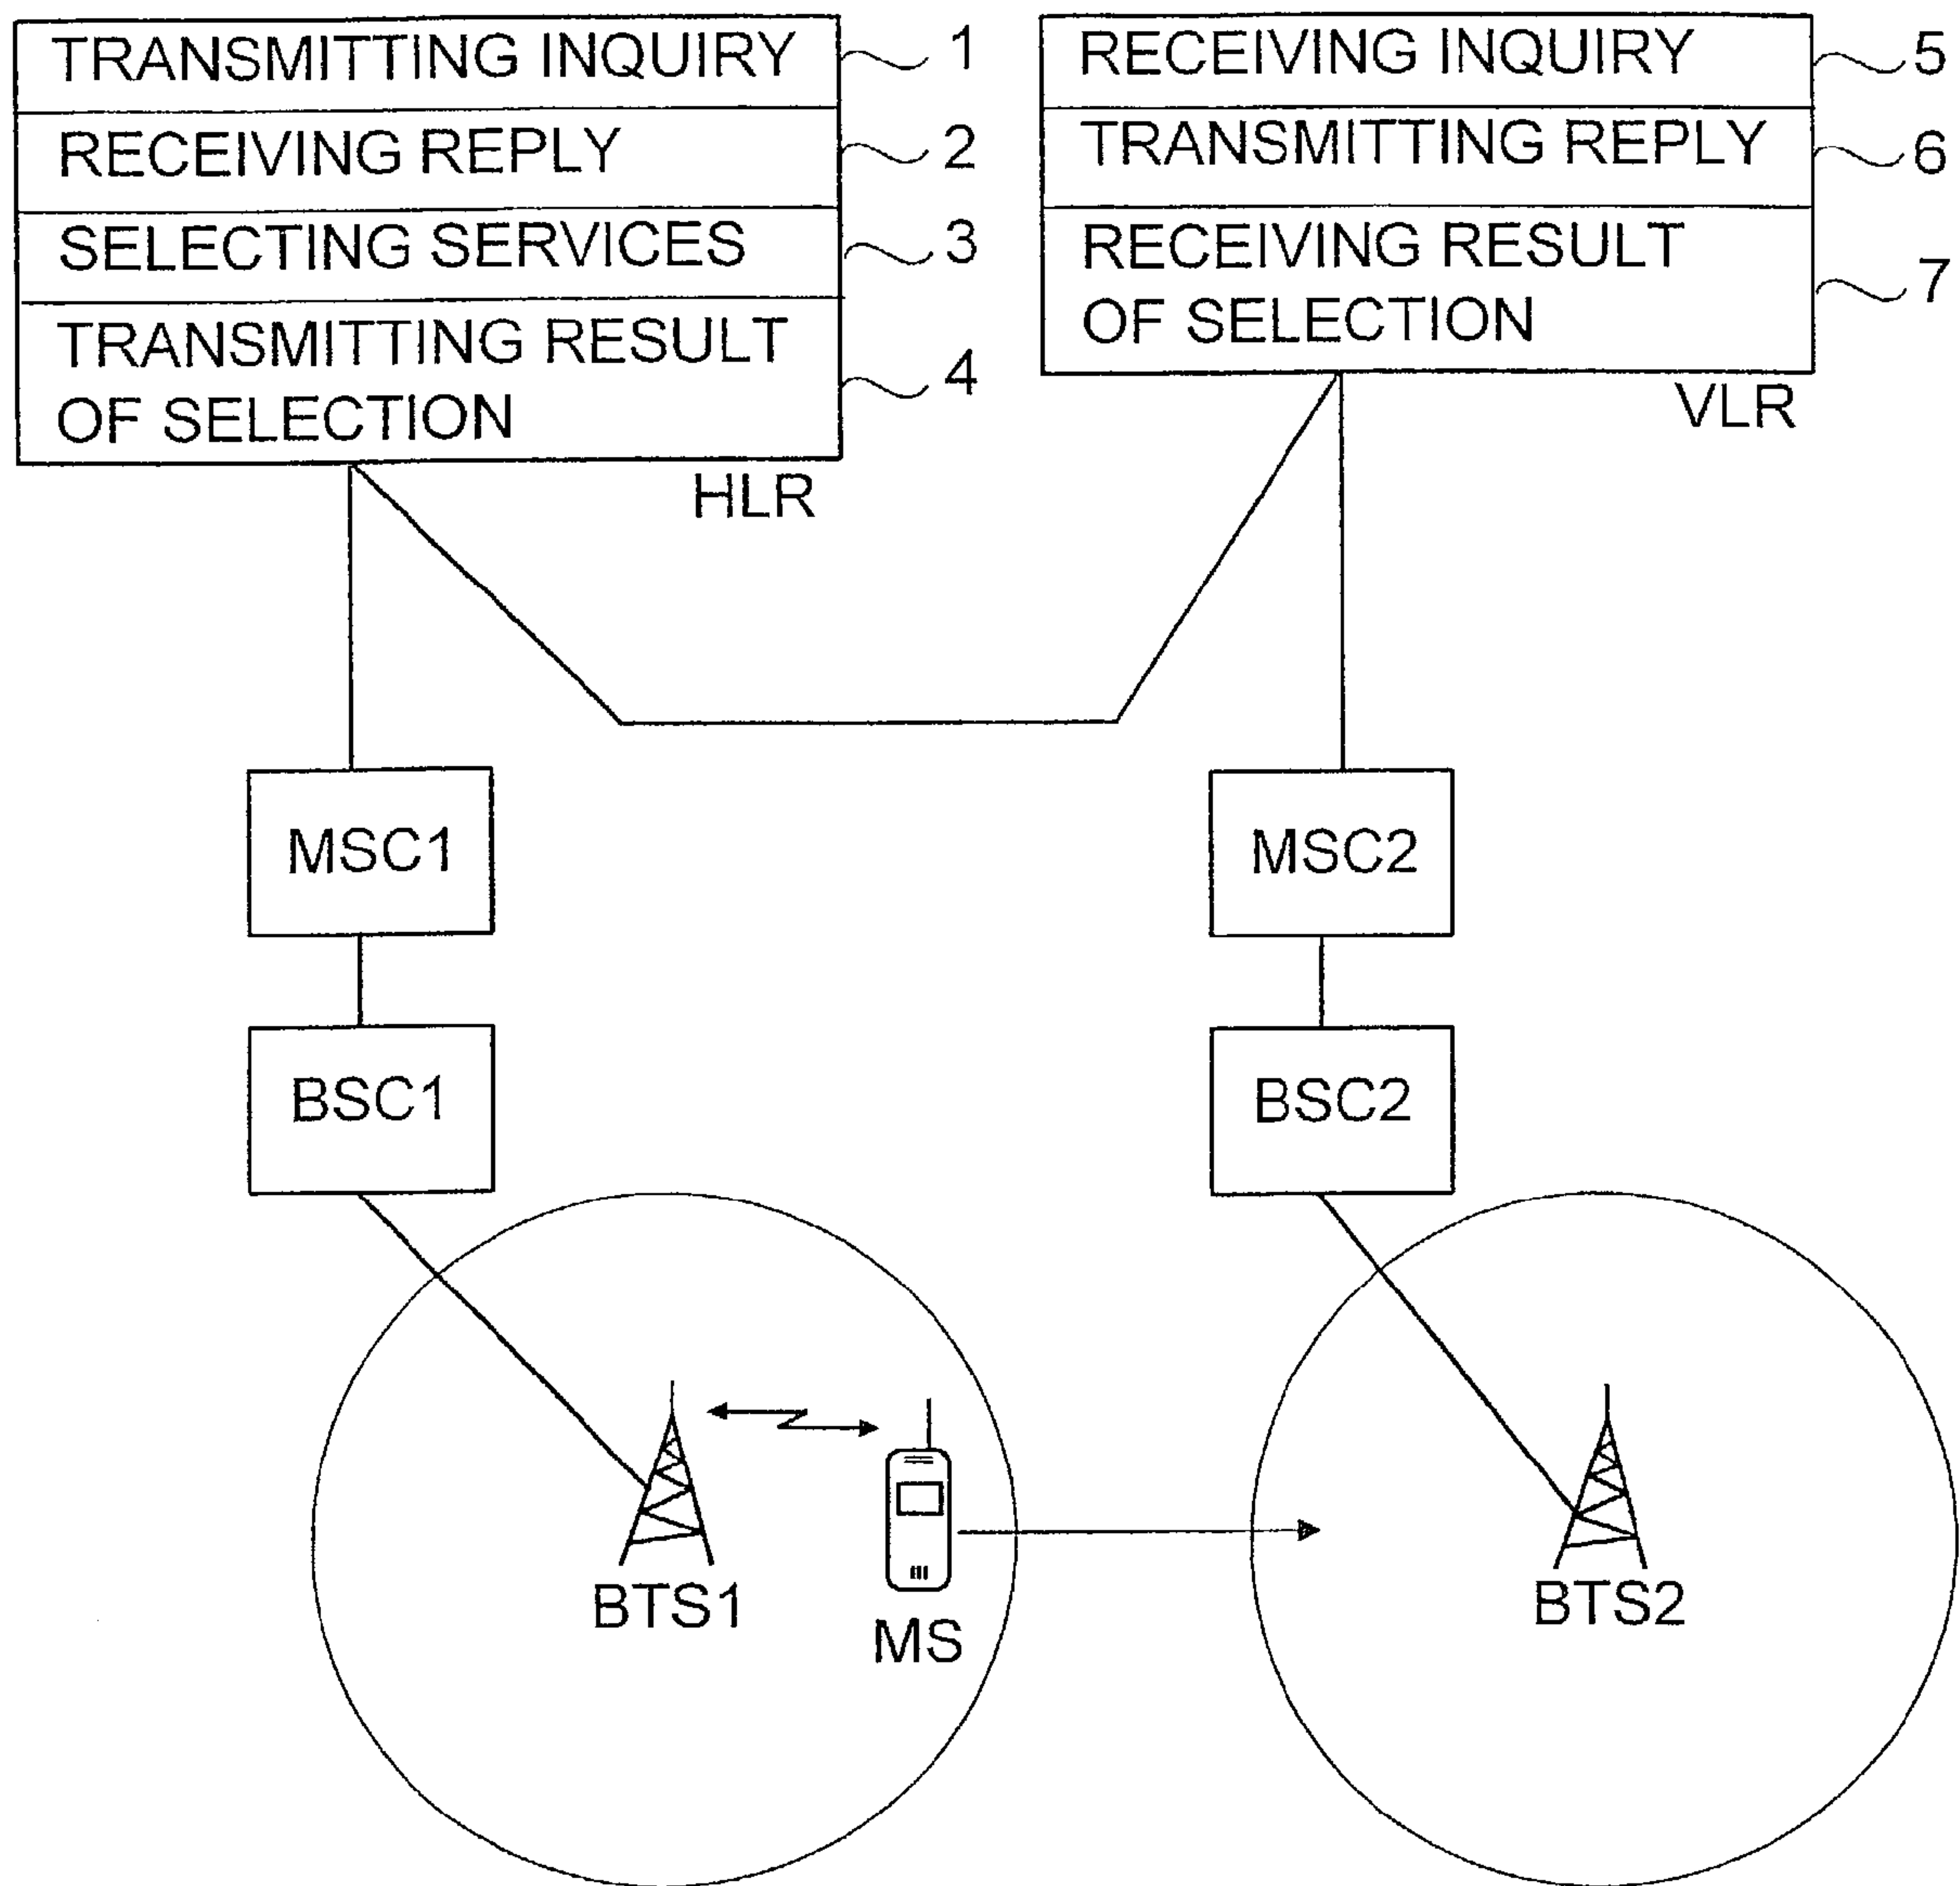 TRANSMITTING INQUIRY 1
RECEIVING REPLY 2
SELECTING SERVICES 3
TRANSMITTING RESULT
OF SELECTION 4
HLR
RECEIVING INQUIRY 5
TRANSMITTING REPLY 6
RECEIVING RESULT
OF SELECTION 7
VLR
MSC1
MSC2
BSC1
BSC2
BTS1
MS
BTS2